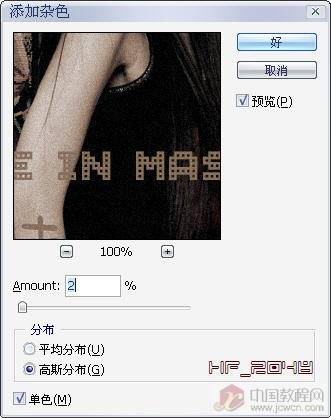 添加杂色
好
取消
预览(P)
E IN MAS
100%
Amount: 2 %
分布
平均分布(U)
高斯分布(G)
HF_2049
单色(M)
中国教程网
www.jcwcn.com